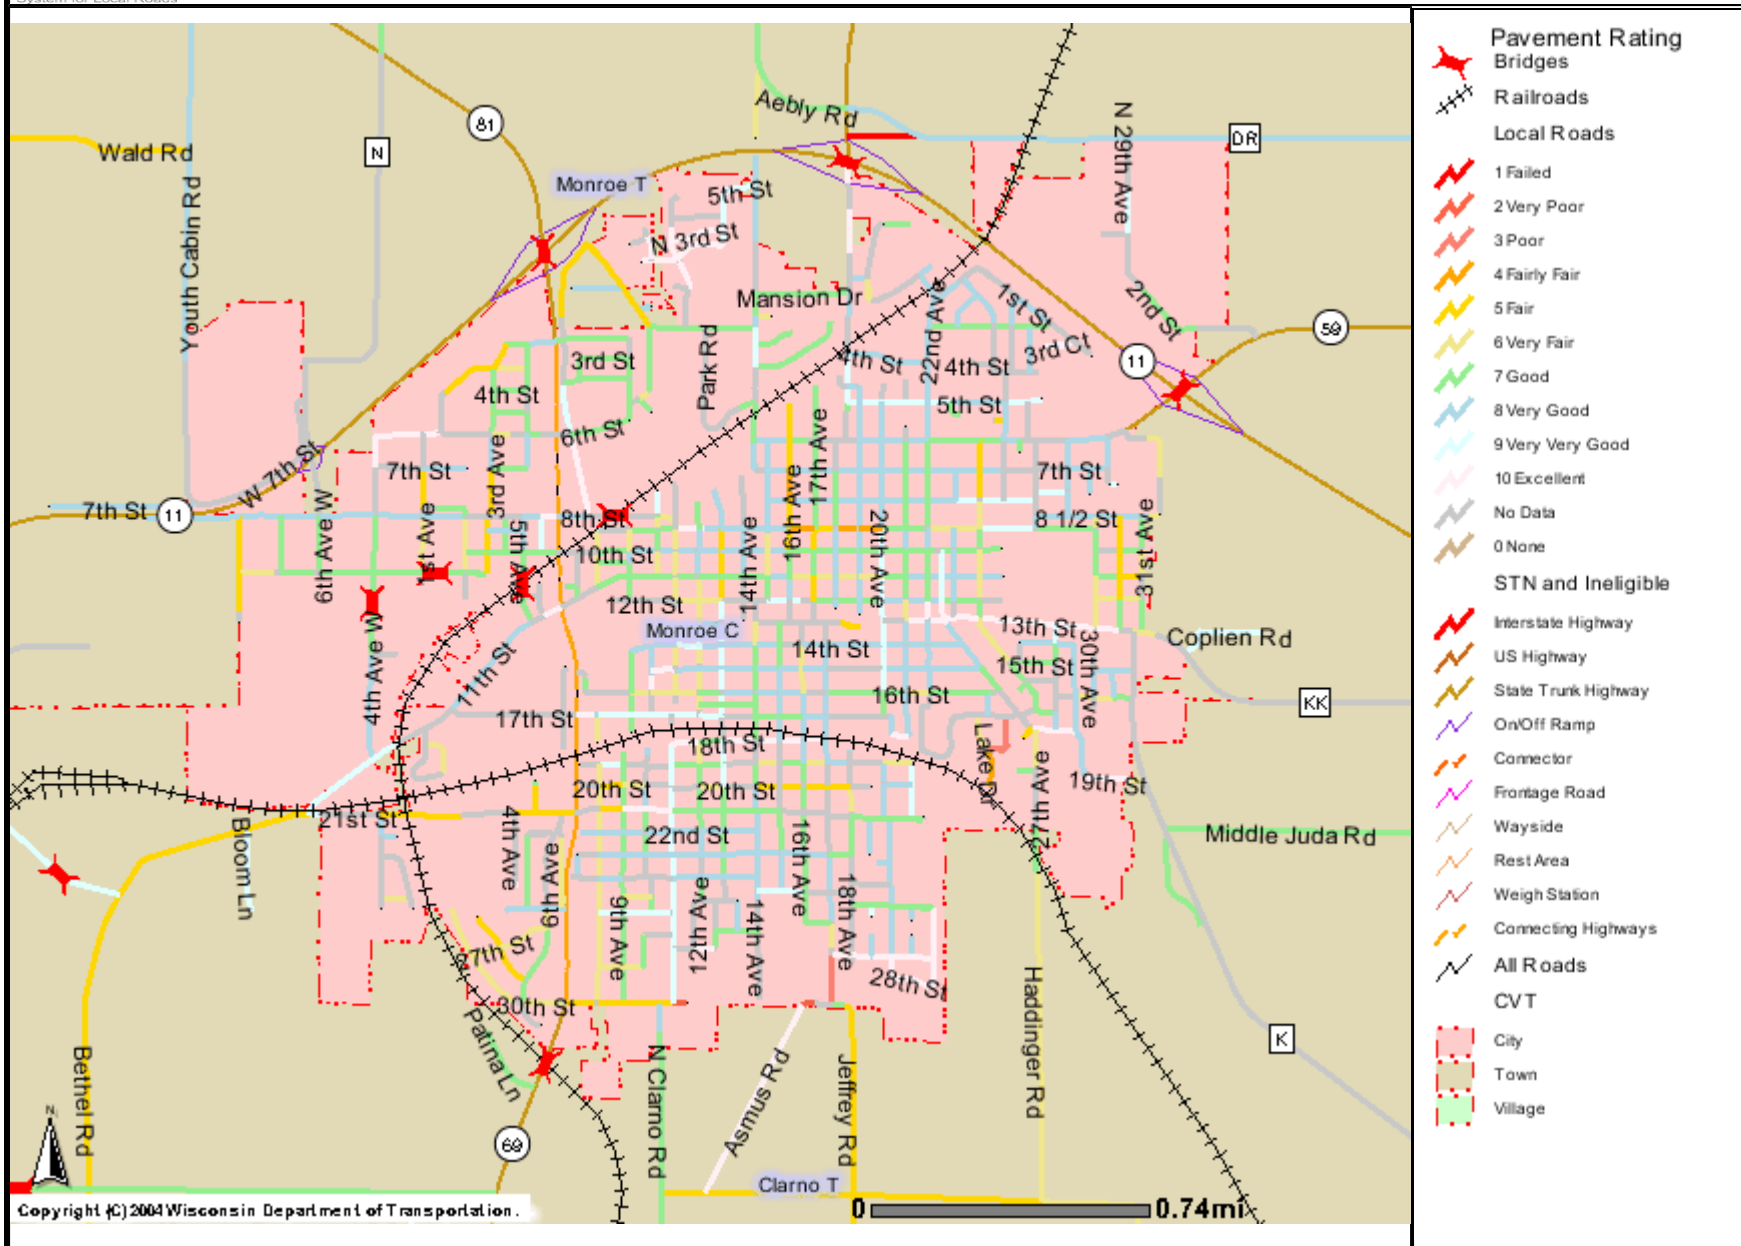 System for Local Roads
Pavement Rating
Bridges
Railroads
Local Roads
1 Failed
2 Very Poor
3 Poor
4 Fairly Fair
5 Fair
6 Very Fair
7 Good
8 Very Good
9 Very Very Good
10 Excellent
No Data
0 None
STN and Ineligible
Interstate Highway
US Highway
State Trunk Highway
On/Off Ramp
Connector
Frontage Road
Wayside
Rest Area
Weigh Station
Connecting Highways
All Roads
CVT
City
Town
Village
Aebly Rd
81
Wald Rd
N
DR
N 29th Ave
Monroe T
5th St
Youth Cabin Rd
N 3rd St
Mansion Dr
1st St
2nd St
59
22nd Ave
3rd St
Park Rd
4th St
4th St
3rd Ct
11
4th St
5th St
6th St
17th Ave
W 7th St
7th St
3rd Ave
16th Ave
7th St
7th St
11
6th Ave W
1st Ave
5th Ave
8th St
14th Ave
20th Ave
8 1/2 St
31st Ave
10th St
12th St
Monroe C
13th St
30th Ave
Coplien Rd
4th Ave W
11th St
14th St
15th St
16th St
KK
17th St
18th St
Lake Dr
27th Ave
19th St
20th St
20th St
21st St
Bloom Ln
4th Ave
6th Ave
22nd St
16th Ave
Middle Juda Rd
9th Ave
12th Ave
14th Ave
18th Ave
27th St
28th St
30th St
Patina Ln
Haddinger Rd
K
Bethel Rd
N Clarno Rd
Asmus Rd
Jeffrey Rd
69
Clarno T
N
0 0.74mi
Copyright (C) 2004 Wisconsin Department of Transportation.